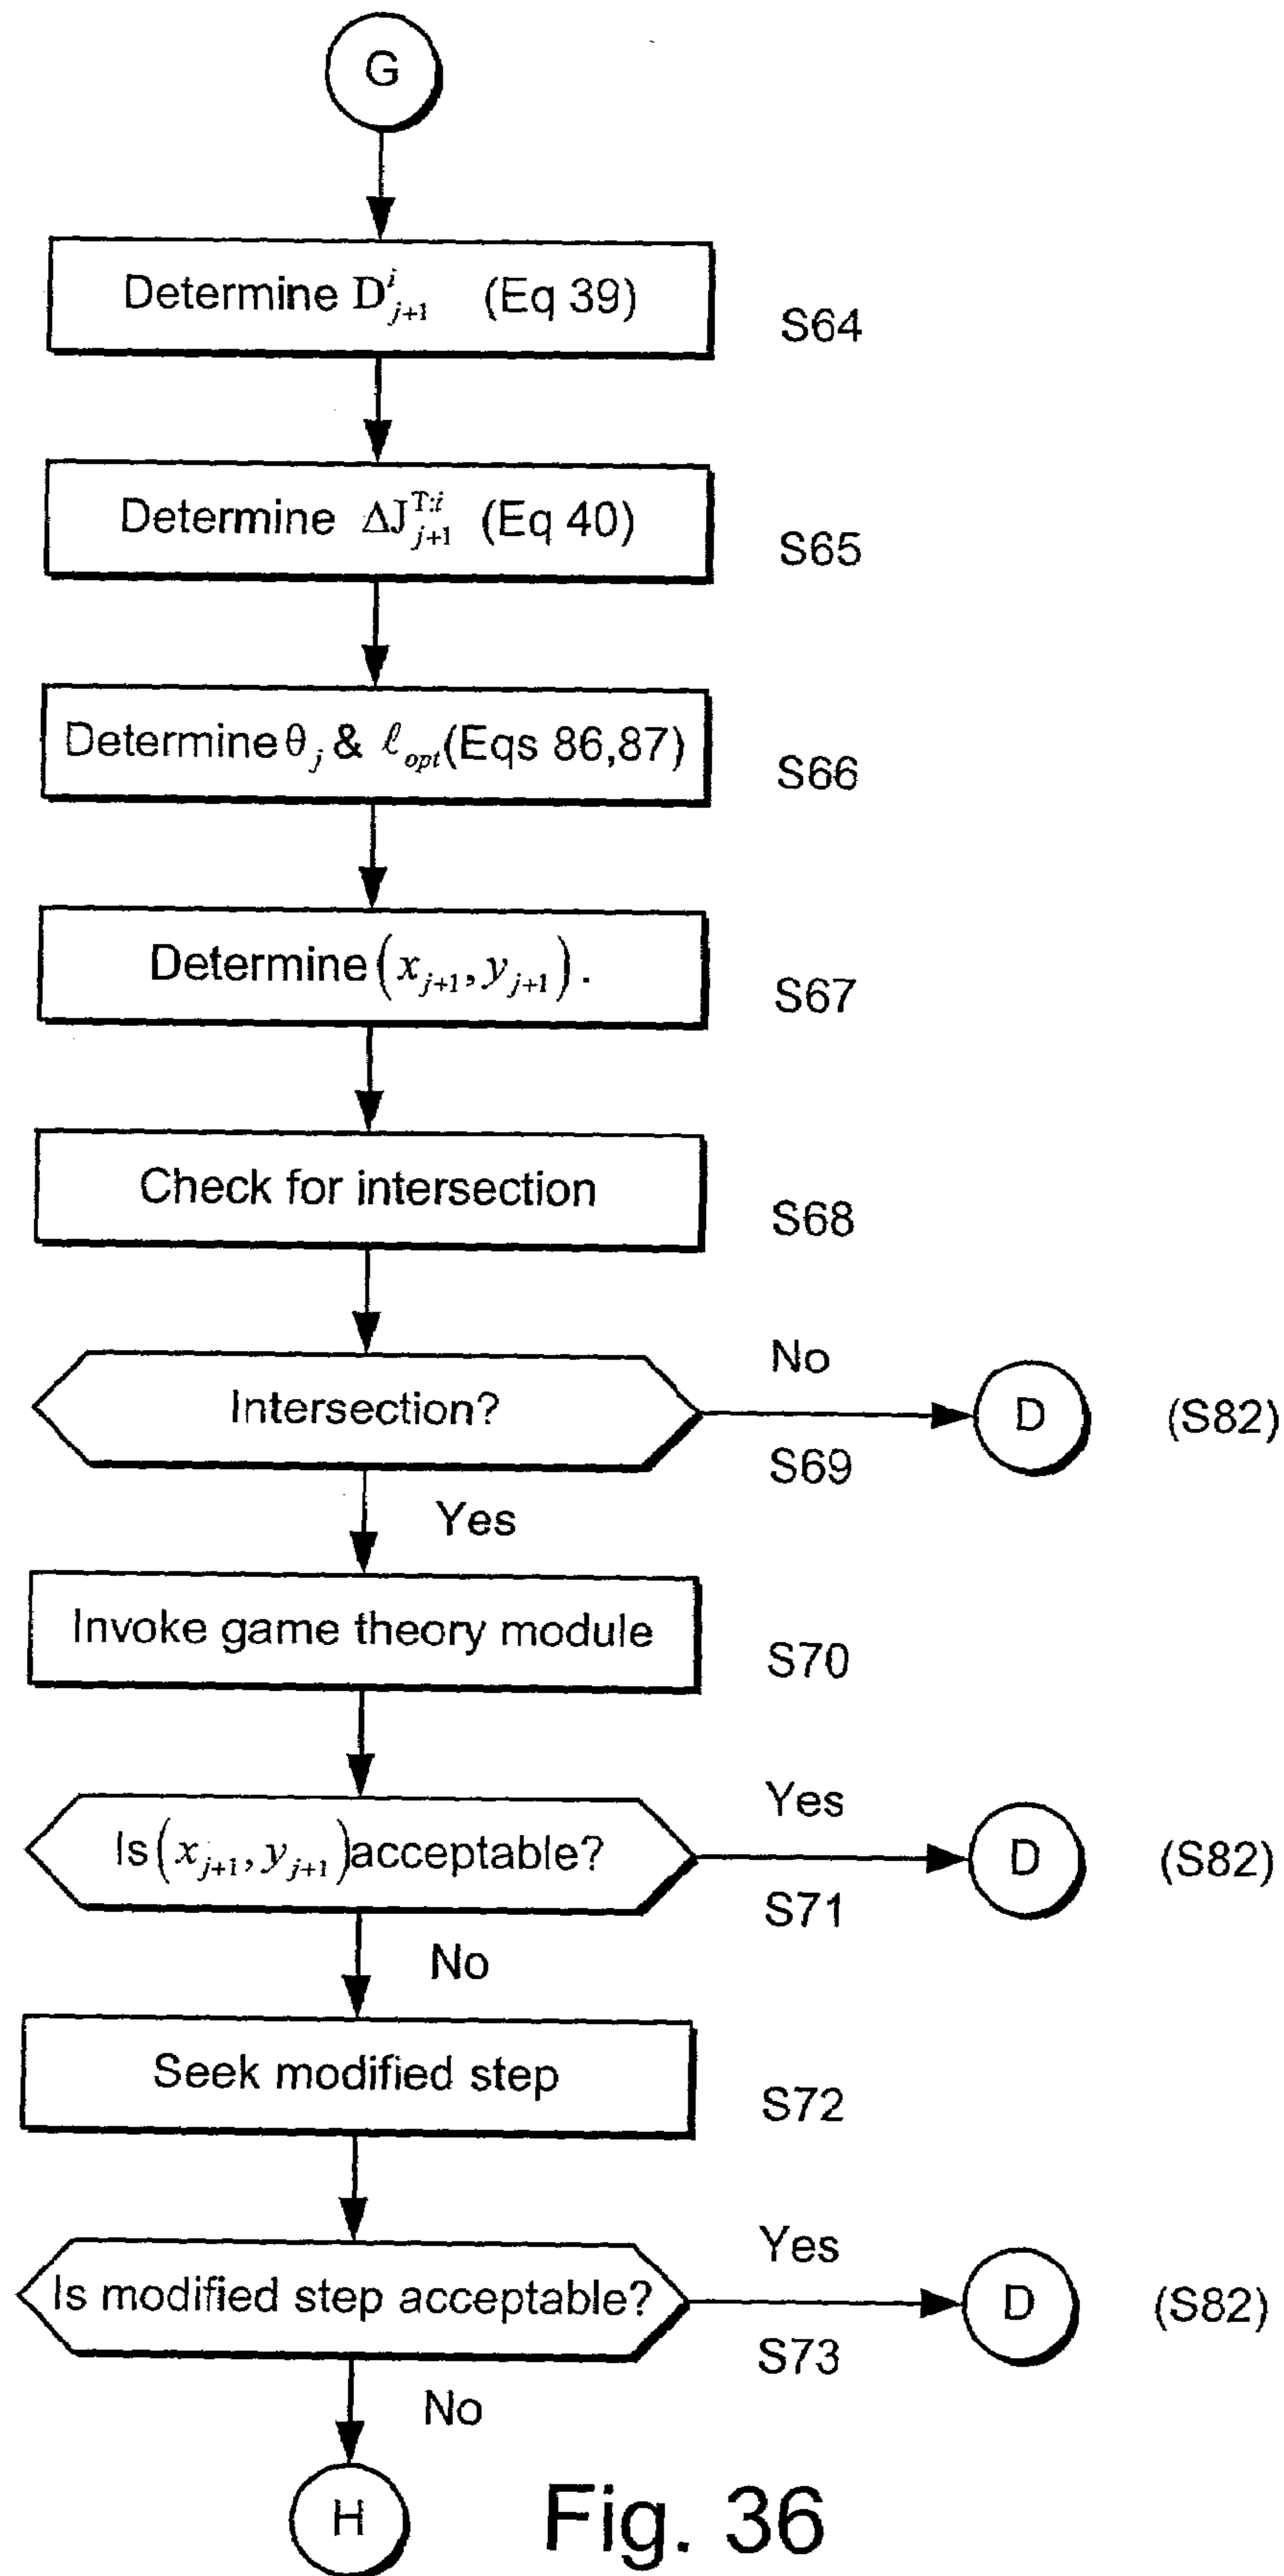 G
Determine D^i_{j+1} (Eq 39)
S64
Determine ΔJ^{T:i}_{j+1} (Eq 40)
S65
Determine θ_j & ℓ_{opt}(Eqs 86,87)
S66
Determine (x_{j+1}, y_{j+1}).
S67
Check for intersection
S68
Intersection?
No
S69
D
(S82)
Yes
Invoke game theory module
S70
Is (x_{j+1}, y_{j+1}) acceptable?
Yes
S71
D
(S82)
No
Seek modified step
S72
Is modified step acceptable?
Yes
S73
D
(S82)
No
H
Fig. 36